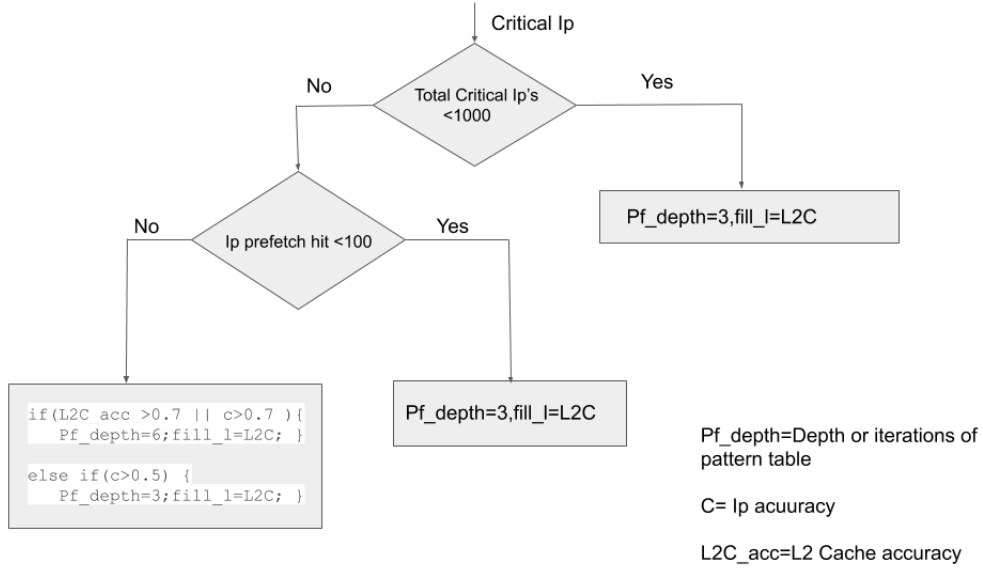 Critical Ip
No
Total Critical Ip's
<1000
Yes
Pf_depth=3,fill_l=L2C
No
Ip prefetch hit <100
Yes
if(L2C_acc >0.7 || c>0.7 ){
Pf_depth=6;fill_l=L2C; }
else if(c>0.5) {
Pf_depth=3;fill_l=L2C; }
Pf_depth=3,fill_l=L2C
Pf_depth=Depth or iterations of
pattern table
C= Ip acuuracy
L2C_acc=L2 Cache accuracy